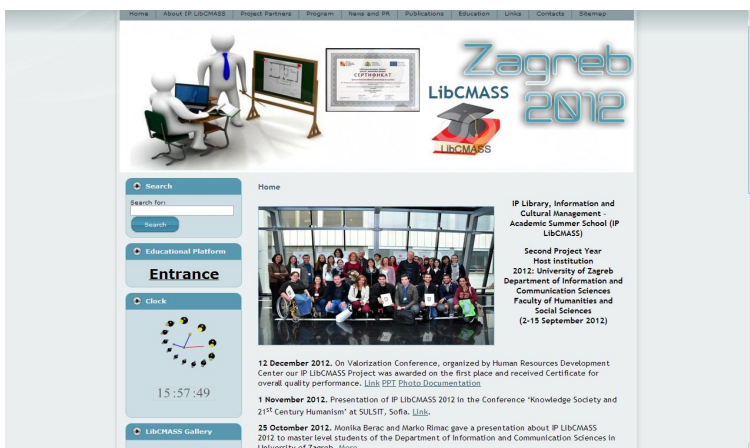 Home | About IP LibCMASS | Project Partners | Program | News and PR | Publications | Education | Links | Contacts | Sitemap
СЕРТИФИКАТ
Zagreb
2012
LibCMASS
LibCMASS
Search
Search for:
Search
Educational Platform
Entrance
Clock
15:57:49
LibCMASS Gallery
Home
IP Library, Information and
Cultural Management -
Academic Summer School (IP
LibCMASS)
Second Project Year
Host institution
2012: University of Zagreb
Department of Information and
Communication Sciences
Faculty of Humanities and
Social Sciences
(2-15 September 2012)
12 December 2012. On Valorization Conference, organized by Human Resources Development
Center our IP LibCMASS Project was awarded on the first place and received Certificate for
overall quality performance. Link PPT Photo Documentation
1 November 2012. Presentation of IP LibCMASS 2012 in the Conference 'Knowledge Society and
21st Century Humanism' at SULSIT, Sofia. Link.
25 Octomber 2012. Monika Berac and Marko Rimac gave a presentation about IP LibCMASS
2012 to master level students of the Department of Information and Communication Sciences in
University of Zagreb. More